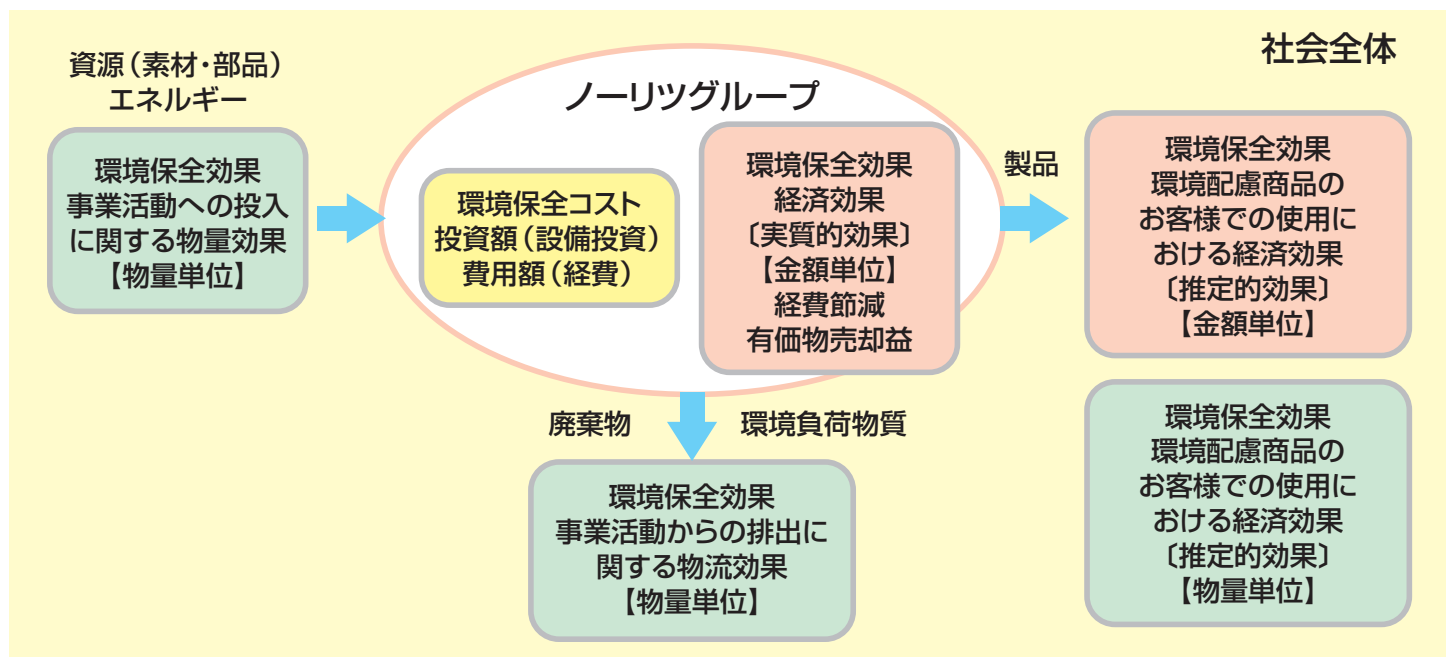 社会全体
資源（素材・部品）
エネルギー
環境保全効果
事業活動への投入
に関する物量効果
【物量単位】
ノーリツグループ
環境保全コスト
投資額（設備投資）
費用額（経費）
環境保全効果
経済効果
〔実質的効果〕
【金額単位】
経費節減
有価物売却益
製品
環境保全効果
環境配慮商品の
お客様での使用に
おける経済効果
〔推定的効果〕
【金額単位】
廃棄物
環境負荷物質
環境保全効果
事業活動からの排出に
関する物流効果
【物量単位】
環境保全効果
環境配慮商品の
お客様での使用に
おける経済効果
〔推定的効果〕
【物量単位】